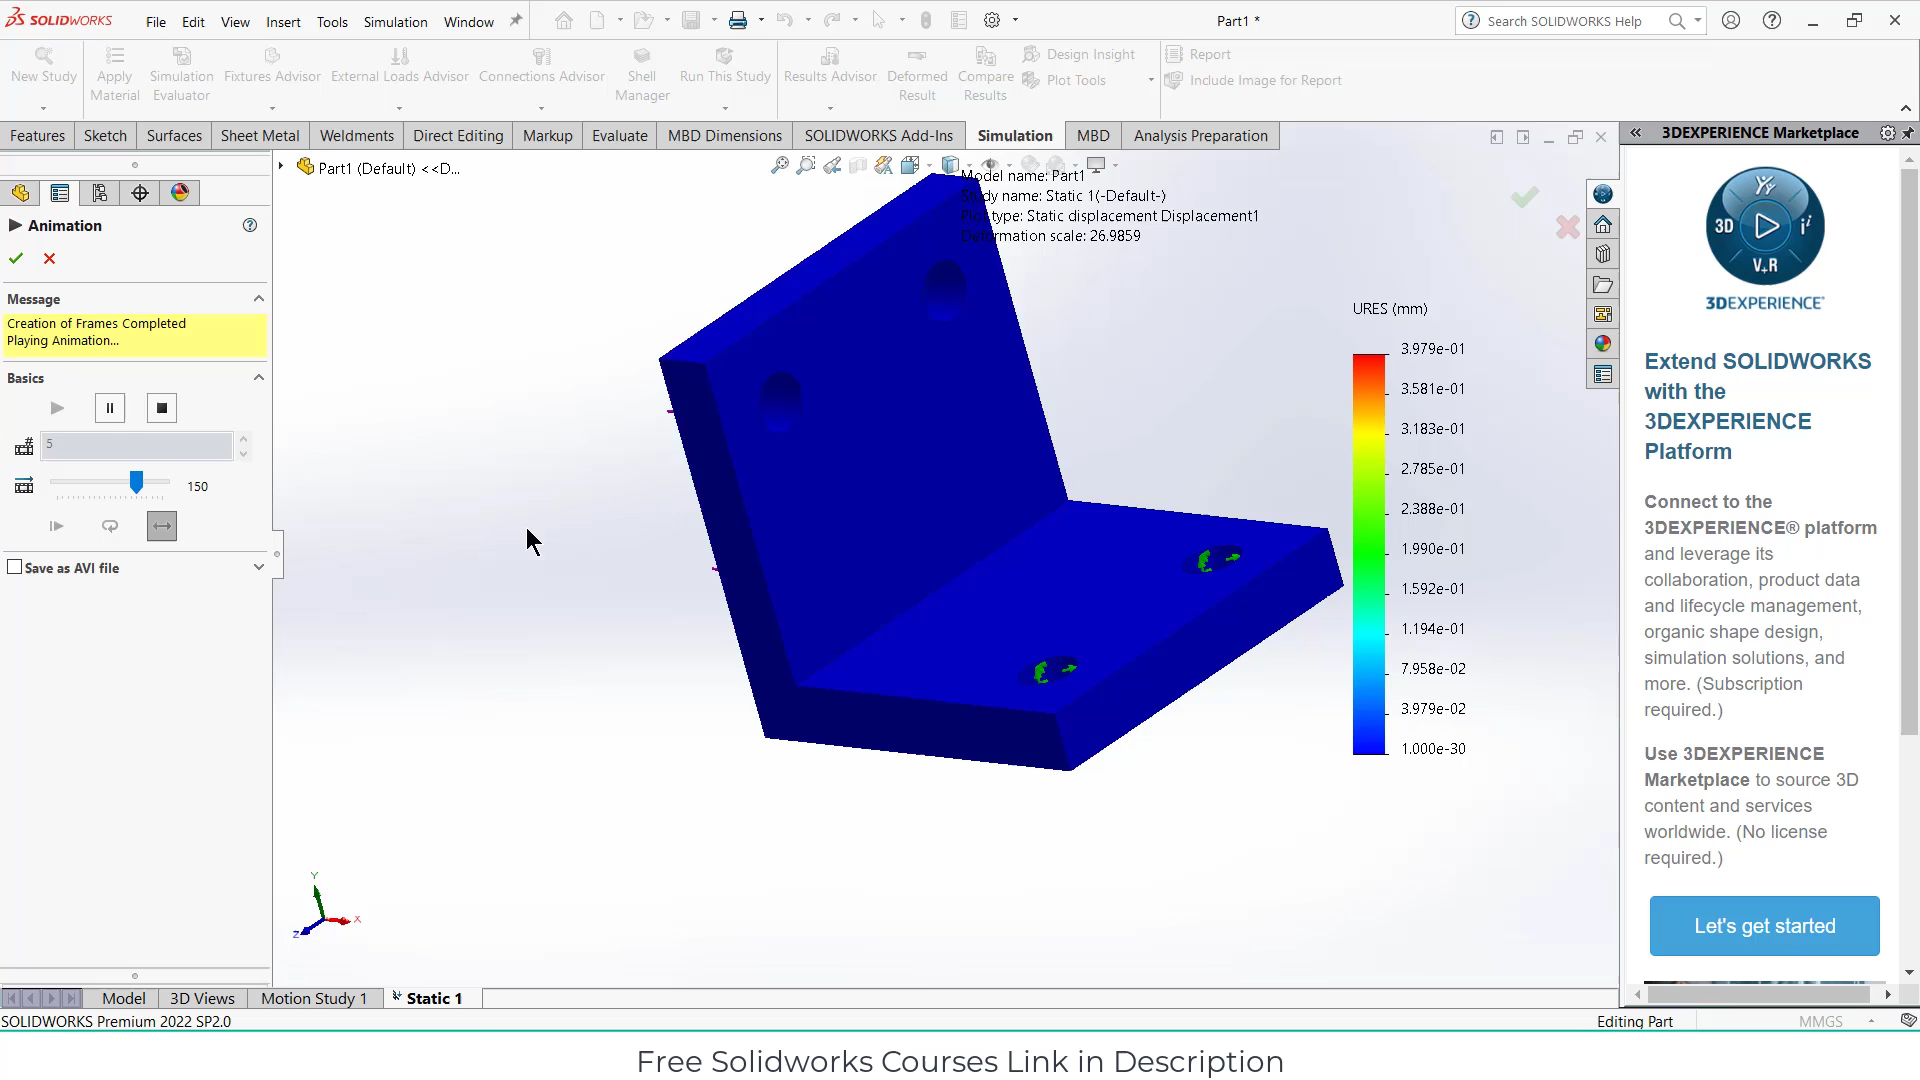 SOLIDWORKS File Edit View Insert Tools Simulation Window Part1 * Search SOLIDWORKS Help
New Study
Apply Material
Simulation Evaluator
Fixtures Advisor
External Loads Advisor
Connections Advisor
Shell Manager
Run This Study
Results Advisor
Deformed Result
Compare Results
Design Insight
Plot Tools
Report
Include Image for Report
Features Sketch Surfaces Sheet Metal Weldments Direct Editing Markup Evaluate MBD Dimensions SOLIDWORKS Add-Ins Simulation MBD Analysis Preparation
Animation
Message
Creation of Frames Completed
Playing Animation...
Basics
5
150
Save as AVI file
Part1 (Default) <<D...
Model name: Part1
Study name: Static 1(-Default-)
Plot type: Static displacement Displacement1
Deformation scale: 26.9859
URES (mm)
3.979e-01
3.581e-01
3.183e-01
2.785e-01
2.388e-01
1.990e-01
1.592e-01
1.194e-01
7.958e-02
3.979e-02
1.000e-30
Y
X
Z
3DEXPERIENCE Marketplace
3D
V+R
3DEXPERIENCE
Extend SOLIDWORKS
with the
3DEXPERIENCE
Platform
Connect to the
3DEXPERIENCE® platform
and leverage its
collaboration, product data
and lifecycle management,
organic shape design,
simulation solutions, and
more. (Subscription
required.)
Use 3DEXPERIENCE
Marketplace to source 3D
content and services
worldwide. (No license
required.)
Let's get started
Model 3D Views Motion Study 1 Static 1
SOLIDWORKS Premium 2022 SP2.0 Editing Part MMGS
Free Solidworks Courses Link in Description